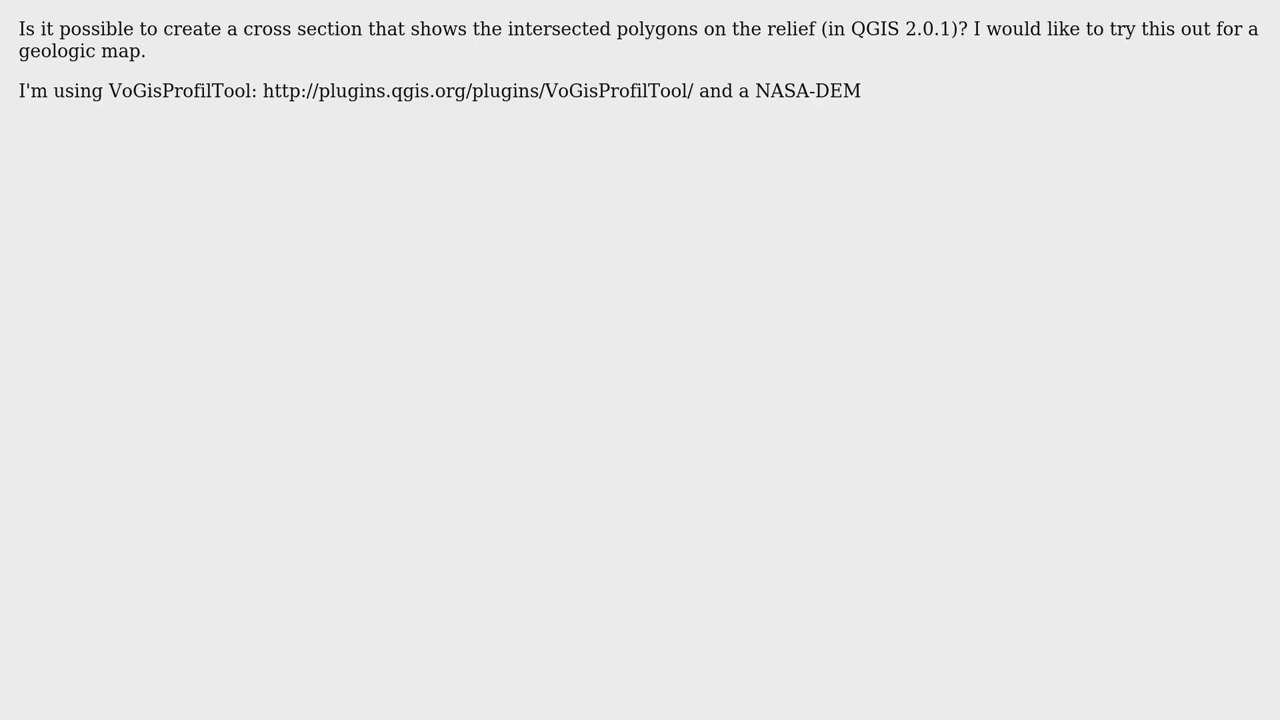 Is it possible to create a cross section that shows the intersected polygons on the relief (in QGIS 2.0.1)? I would like to try this out for a
geologic map.
I'm using VoGisProfilTool: http://plugins.qgis.org/plugins/VoGisProfilTool/ and a NASA-DEM